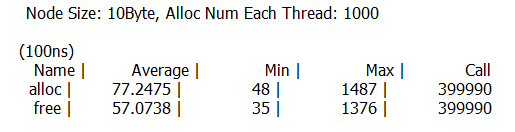 Node Size: 10Byte, Alloc Num Each Thread: 1000
(100ns)
Name | Average | Min | Max | Call
alloc | 77.2475 | 48 | 1487 | 399990
free | 57.0738 | 35 | 1376 | 399990